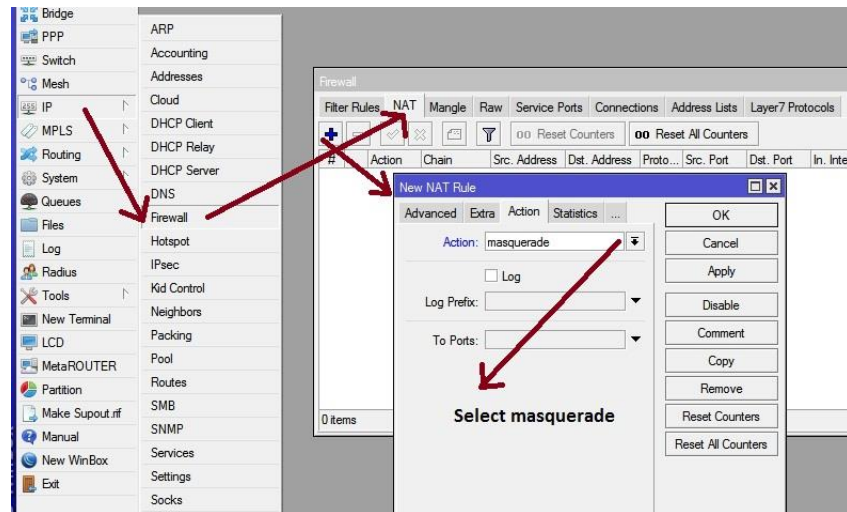 Bridge
PPP
Switch
Mesh
IP
MPLS
Routing
System
Queues
Files
Log
Radius
Tools
New Terminal
LCD
MetaROUTER
Partition
Make Supout.rif
Manual
New WinBox
Exit
ARP
Accounting
Addresses
Cloud
DHCP Client
DHCP Relay
DHCP Server
DNS
Firewall
Hotspot
IPsec
Kid Control
Neighbors
Packing
Pool
Routes
SMB
SNMP
Services
Settings
Socks
Firewall
Filter Rules NAT Mangle Raw Service Ports Connections Address Lists Layer7 Protocols
00 Reset Counters 00 Reset All Counters
# Action Chain Src. Address Dst. Address Proto... Src. Port Dst. Port In. Inte
New NAT Rule
Advanced Extra Action Statistics ...
Action: masquerade
Log
Log Prefix:
To Ports:
Select masquerade
OK
Cancel
Apply
Disable
Comment
Copy
Remove
Reset Counters
Reset All Counters
0 items